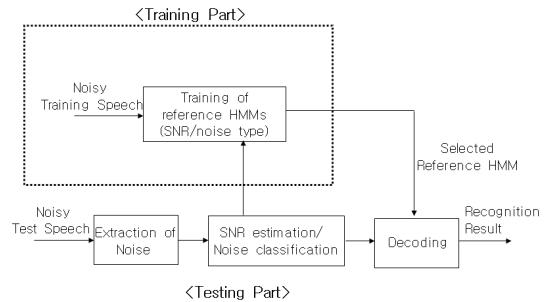 <Training Part>
Noisy
Training Speech
Training of
reference HMMs
(SNR/noise type)
Selected
Reference HMM
Noisy
Test Speech
Extraction of
Noise
SNR estimation/
Noise classification
Decoding
Recognition
Result
<Testing Part>